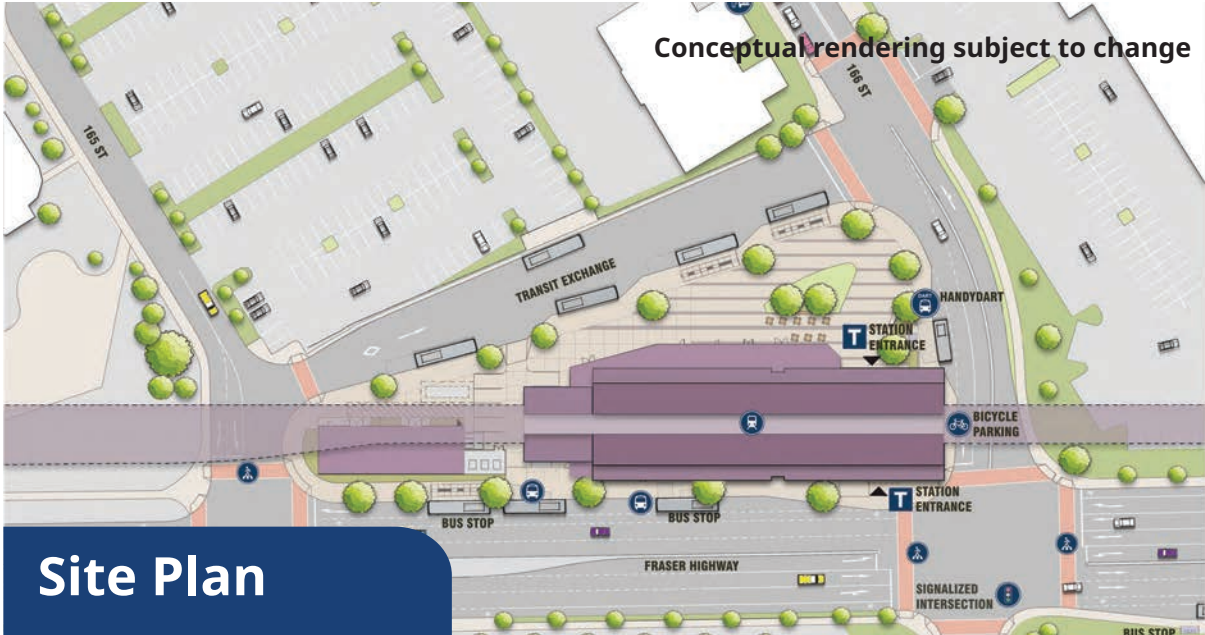 Conceptual rendering subject to change
165 ST
166 ST
TRANSIT EXCHANGE
DART
HANDYDART
T
STATION
ENTRANCE
BICYCLE
PARKING
T
STATION
ENTRANCE
BUS STOP
BUS STOP
FRASER HIGHWAY
SIGNALIZED
INTERSECTION
BUS STOP
Site Plan